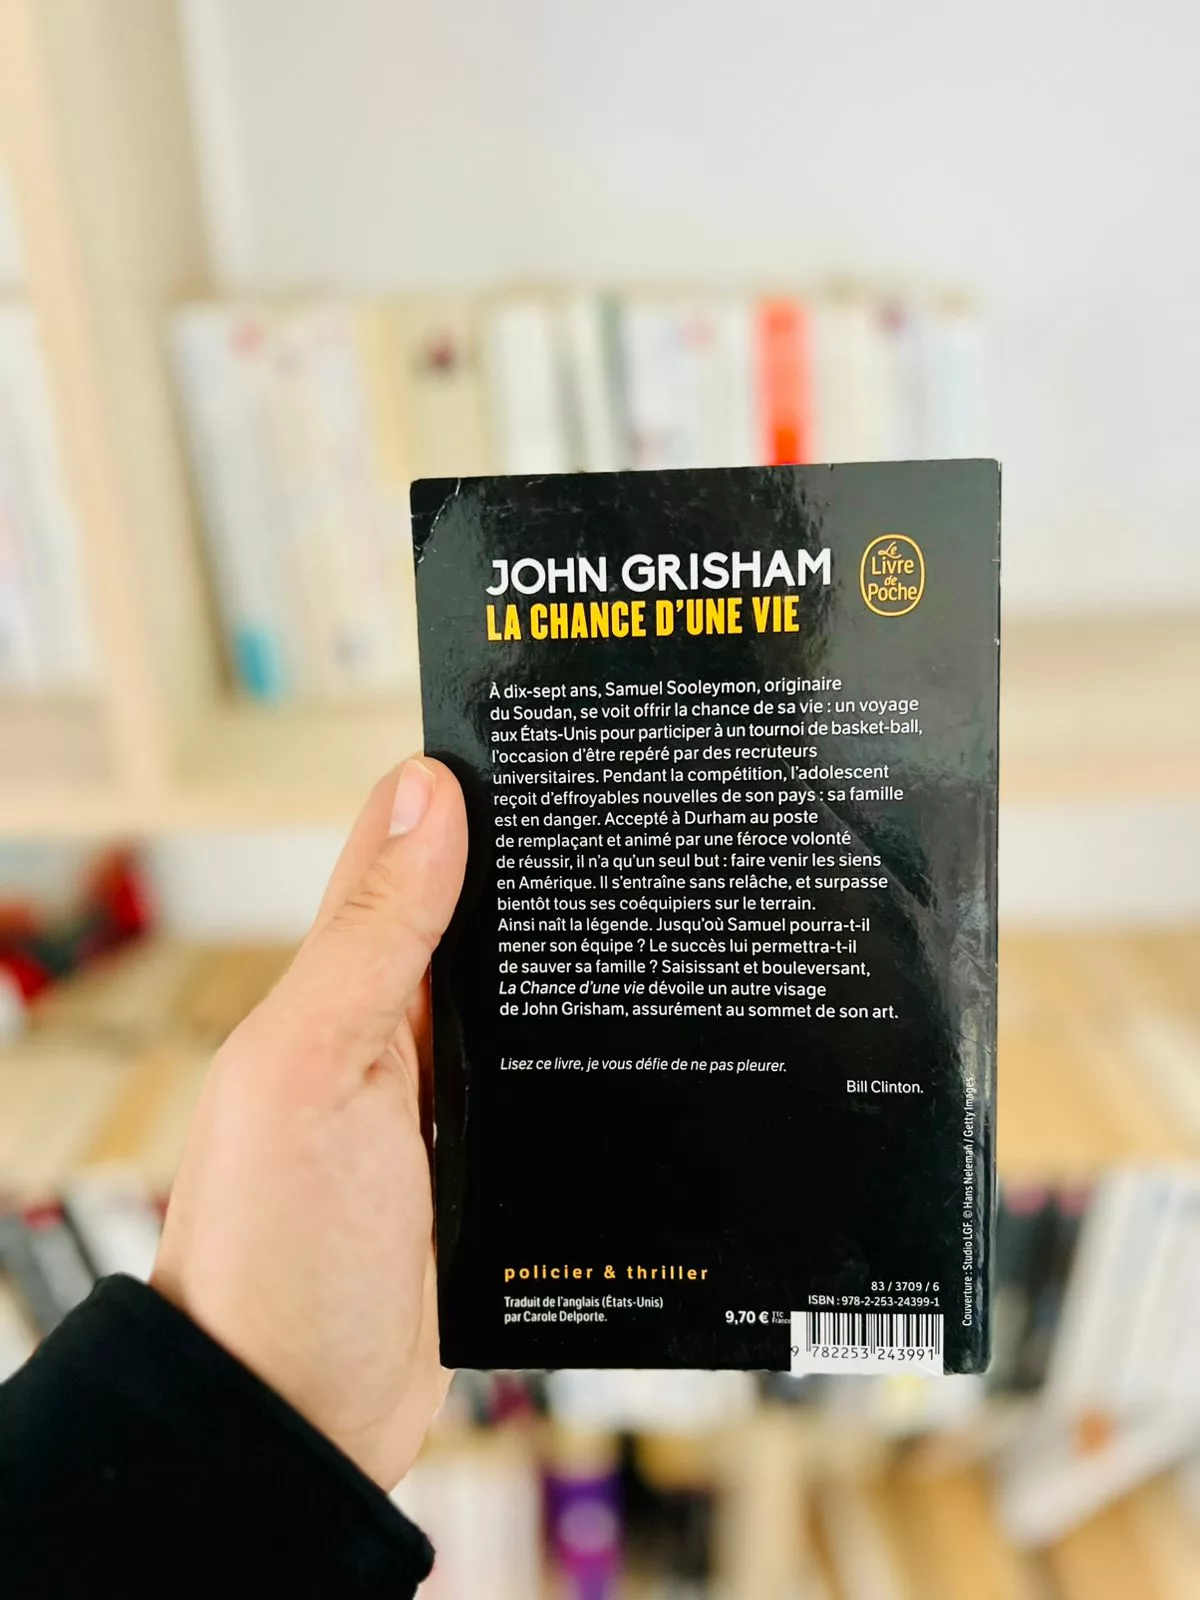 JOHN GRISHAM
LA CHANCE D'UNE VIE
Le
Livre
de
Poche
À dix-sept ans, Samuel Sooleymon, originaire
du Soudan, se voit offrir la chance de sa vie : un voyage
aux États-Unis pour participer à un tournoi de basket-ball,
l'occasion d'être repéré par des recruteurs
universitaires. Pendant la compétition, l'adolescent
reçoit d'effroyables nouvelles de son pays : sa famille
est en danger. Accepté à Durham au poste
de remplaçant et animé par une féroce volonté
de réussir, il n'a qu'un seul but : faire venir les siens
en Amérique. Il s'entraîne sans relâche, et surpasse
bientôt tous ses coéquipiers sur le terrain.
Ainsi naît la légende. Jusqu'où Samuel pourra-t-il
mener son équipe ? Le succès lui permettra-t-il
de sauver sa famille ? Saisissant et bouleversant,
La Chance d'une vie dévoile un autre visage
de John Grisham, assurément au sommet de son art.
Lisez ce livre, je vous défie de ne pas pleurer.
Bill Clinton.
policier & thriller
Traduit de l'anglais (États-Unis)
par Carole Delporte.
9,70 € TTC
France
83 / 3709 / 6
ISBN : 978-2-253-24399-1
9 782253 243991
Couverture : Studio LGF. © Hans Neleman / Getty Images.